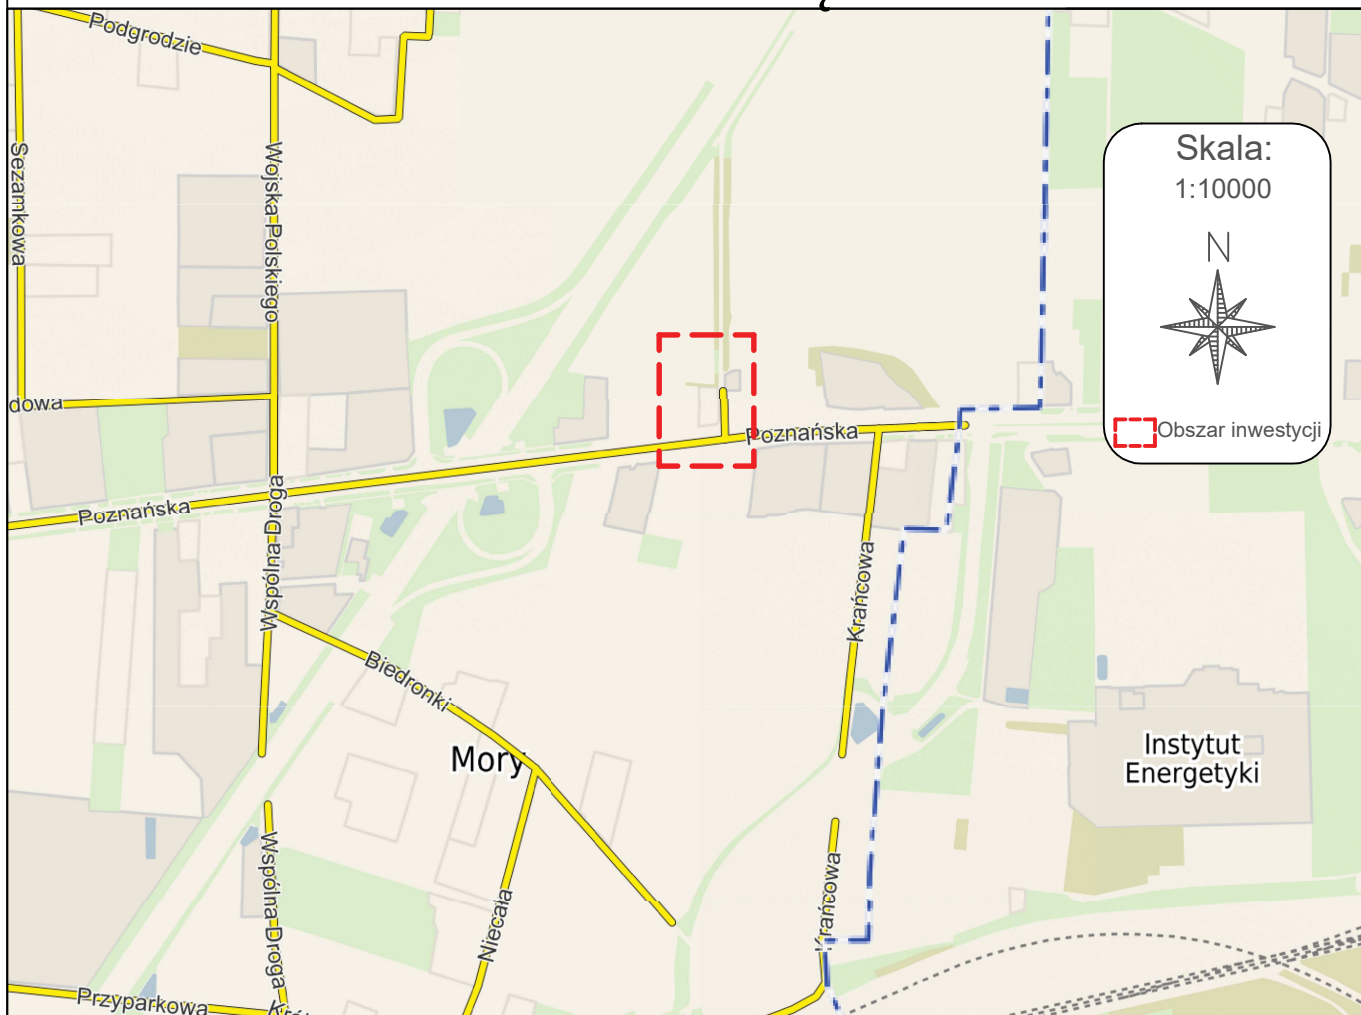 Podgrodzie
Sezamkowa
Wojska Polskiego
Skala:
1:10000
N
Obszar inwestycji
dowa
Poznańska
Poznańska
Wspólna Droga
Krańcowa
Biedronki
Mory
Instytut
Energetyki
Wspólna Droga
Niecała
Krańcowa
Przyparkowa